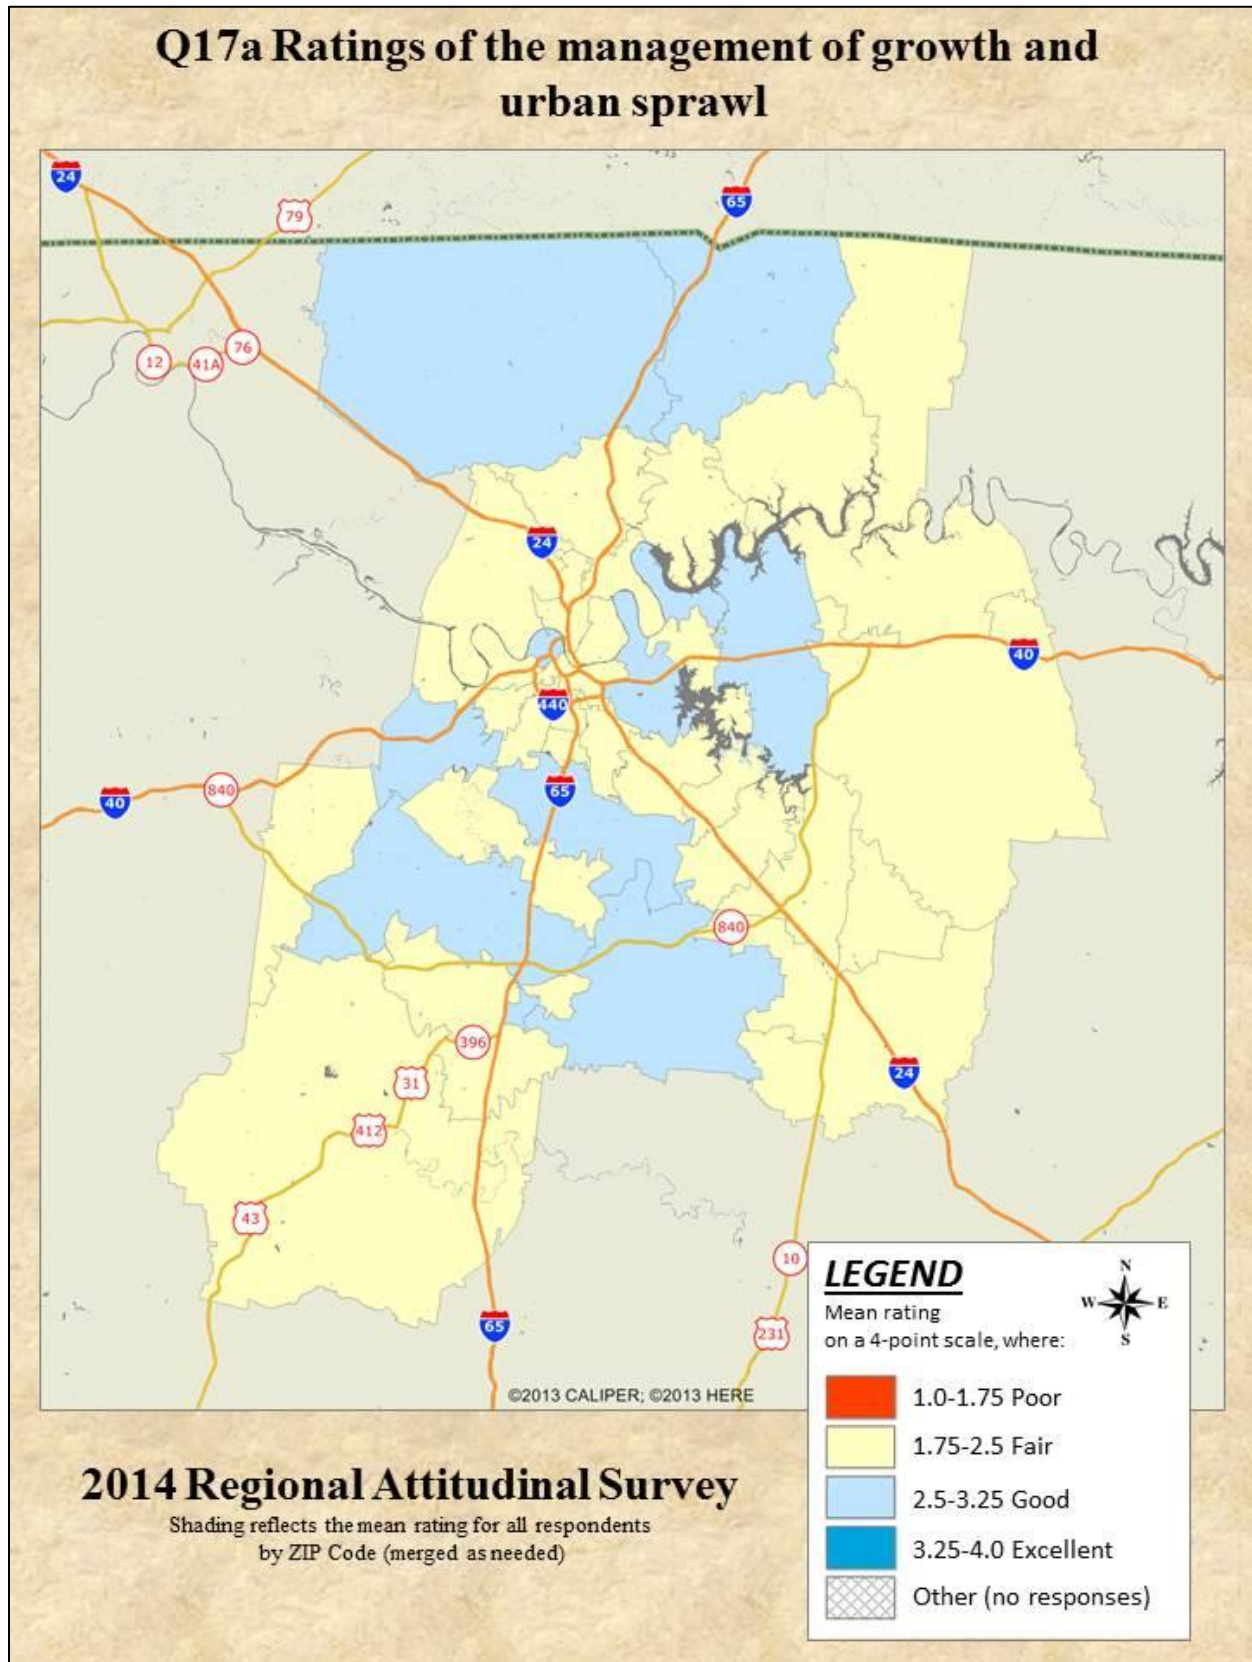 Q17a Ratings of the management of growth and
urban sprawl
24
79
65
12
41A
76
24
40
440
840
40
65
840
396
31
24
412
43
10
65
231
©2013 CALIPER; ©2013 HERE
LEGEND
Mean rating
on a 4-point scale, where:
N
W E
S
1.0-1.75 Poor
1.75-2.5 Fair
2.5-3.25 Good
3.25-4.0 Excellent
Other (no responses)
2014 Regional Attitudinal Survey
Shading reflects the mean rating for all respondents
by ZIP Code (merged as needed)